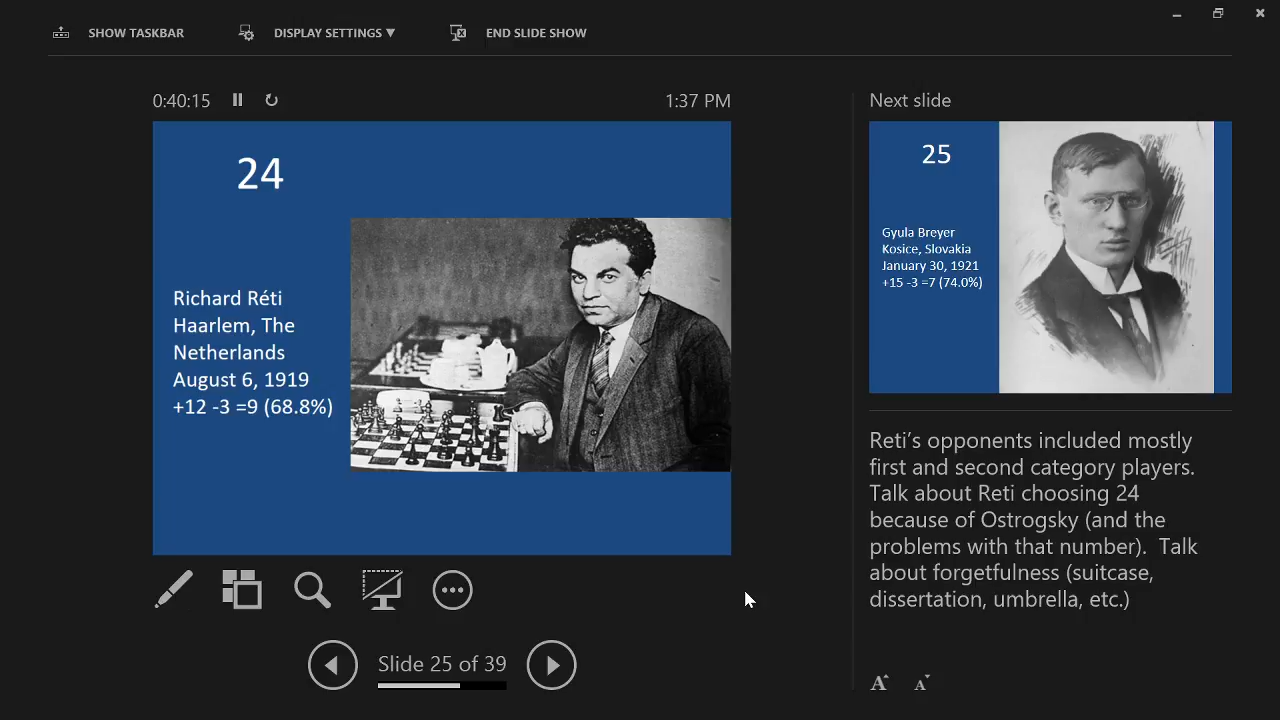 SHOW TASKBAR
DISPLAY SETTINGS ▼
END SLIDE SHOW
0:40:15
1:37 PM
24
Richard Réti
Haarlem, The
Netherlands
August 6, 1919
+12 -3 =9 (68.8%)
Slide 25 of 39
Next slide
25
Gyula Breyer
Kosice, Slovakia
January 30, 1921
+15 -3 =7 (74.0%)
Reti’s opponents included mostly
first and second category players.
Talk about Reti choosing 24
because of Ostrogsky (and the
problems with that number).  Talk
about forgetfulness (suitcase,
dissertation, umbrella, etc.)
A A